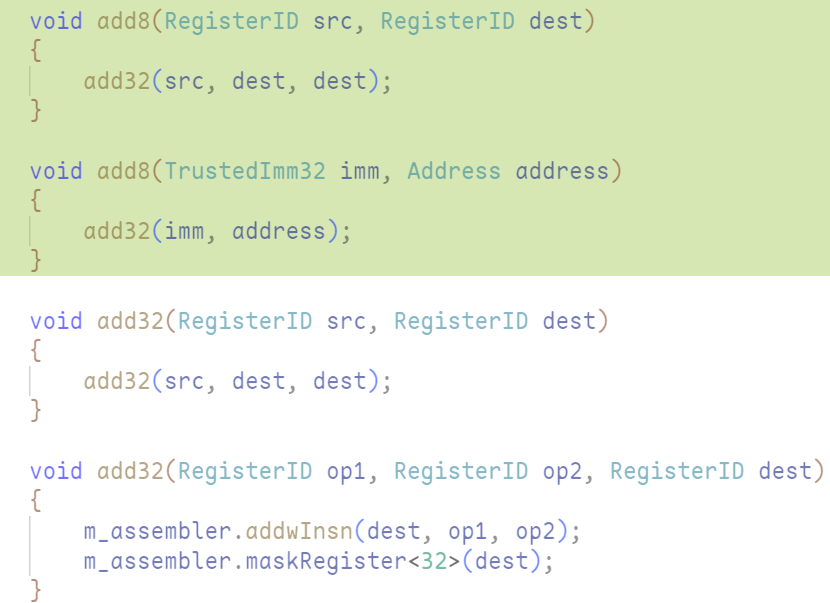 void add8(RegisterID src, RegisterID dest)
{
    add32(src, dest, dest);
}
void add8(TrustedImm32 imm, Address address)
{
    add32(imm, address);
}
void add32(RegisterID src, RegisterID dest)
{
    add32(src, dest, dest);
}
void add32(RegisterID op1, RegisterID op2, RegisterID dest)
{
    m_assembler.addwInsn(dest, op1, op2);
    m_assembler.maskRegister<32>(dest);
}